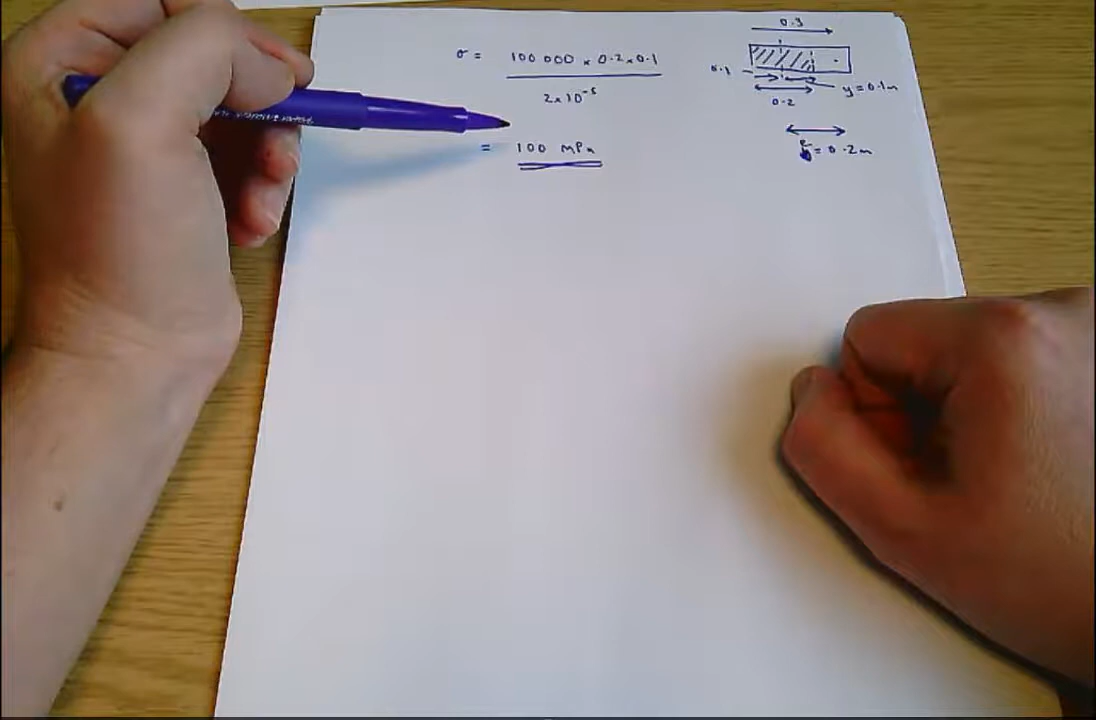 σ = 100 000 × 0.2 × 0.1
2×10⁻⁵
= 100 MPa
0.3
0.1
y = 0.1m
0.2
= 0.2m